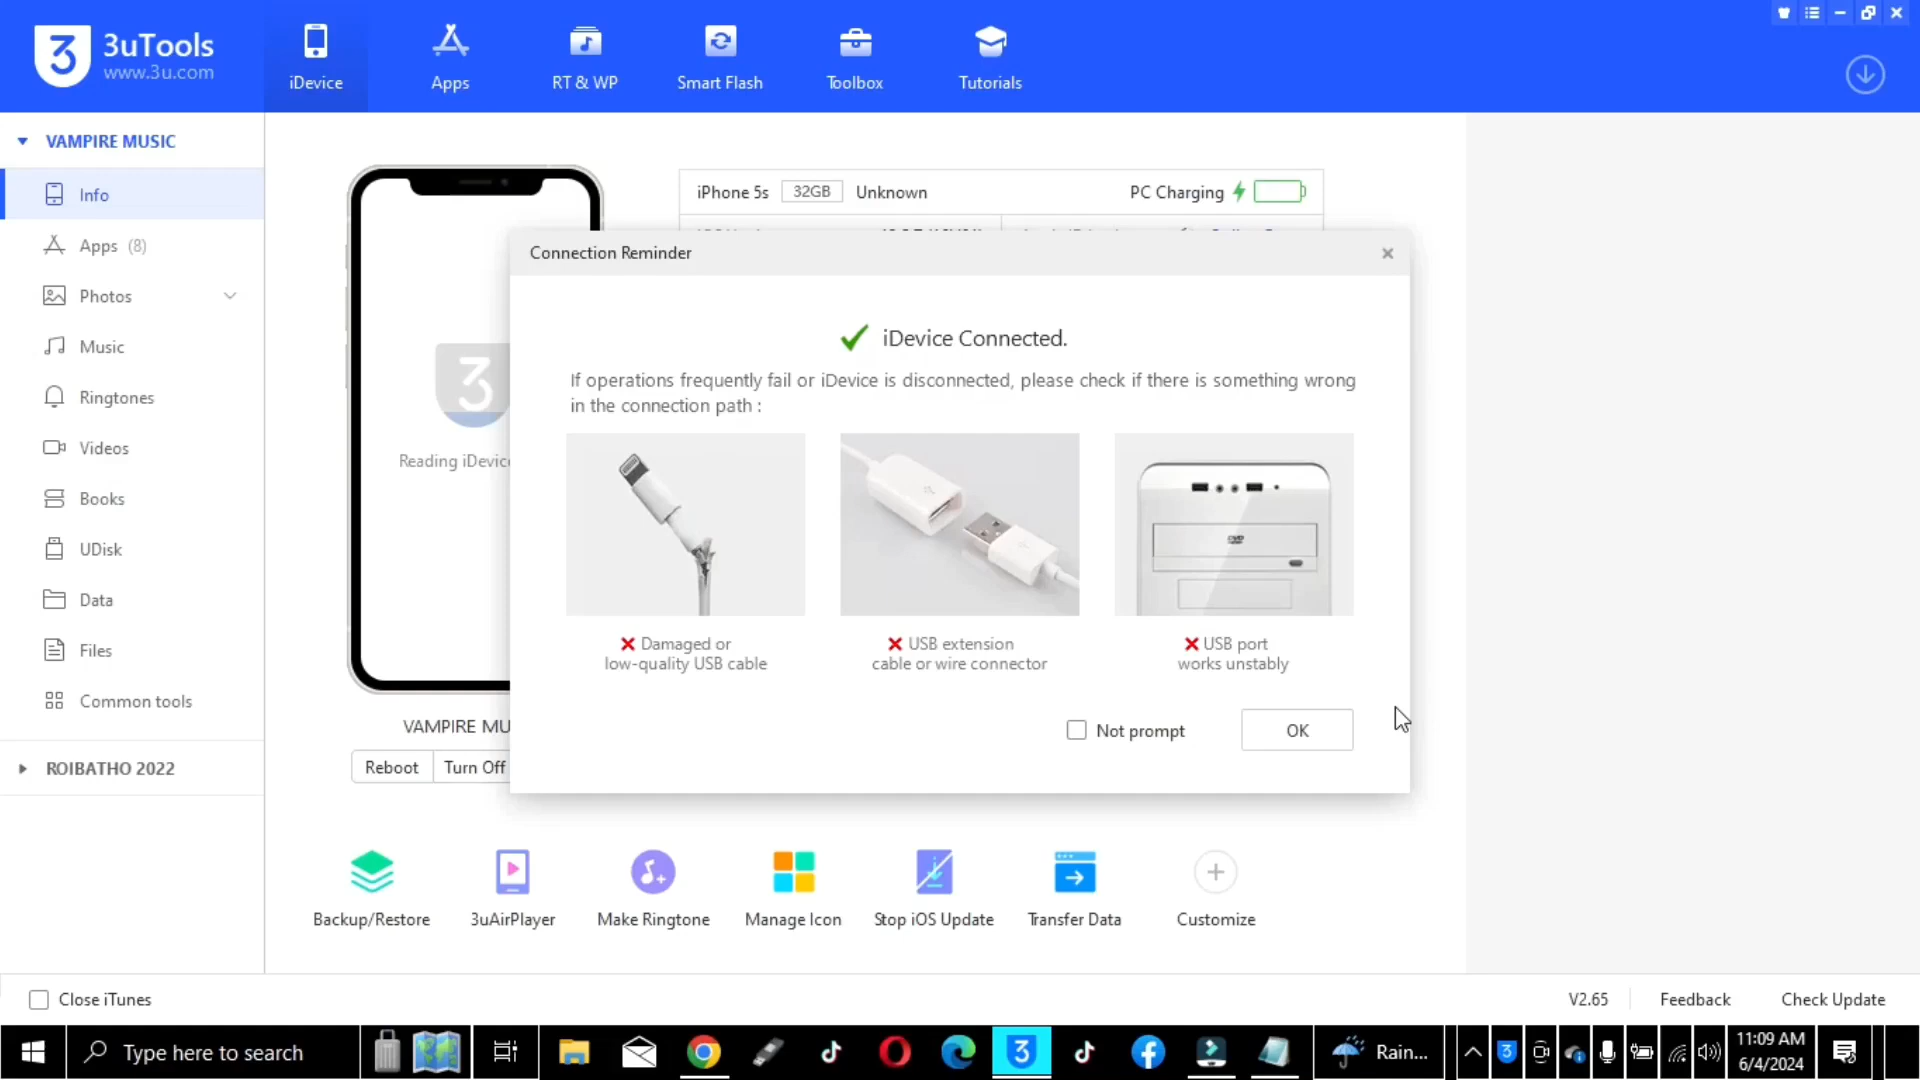 3 3uTools
www.3u.com
iDevice
Apps
RT & WP
Smart Flash
Toolbox
Tutorials
VAMPIRE MUSIC
Info
Apps (8)
Photos
Music
Ringtones
Videos
Books
UDisk
Data
Files
Common tools
ROIBATHO 2022
iPhone 5s 32GB Unknown PC Charging
3
Reading iDevic
VAMPIRE MU
Reboot Turn Off
Connection Reminder
iDevice Connected.
If operations frequently fail or iDevice is disconnected, please check if there is something wrong
in the connection path :
DVD
Damaged or
low-quality USB cable
USB extension
cable or wire connector
USB port
works unstably
Not prompt
OK
Backup/Restore
3uAirPlayer
Make Ringtone
Manage Icon
Stop iOS Update
Transfer Data
Customize
Close iTunes
V2.65 Feedback Check Update
Type here to search
3
Rain...
3
11:09 AM
6/4/2024